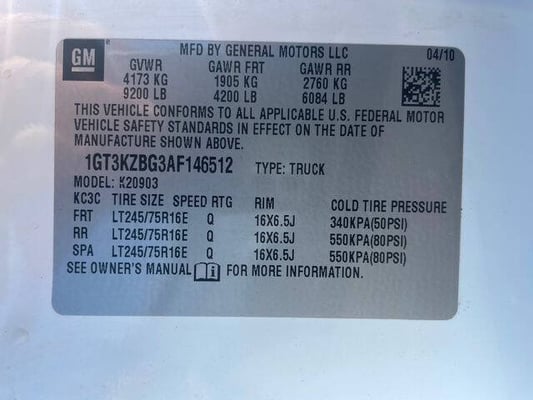 GM
MFD BY GENERAL MOTORS LLC 04/10
GVWR GAWR FRT GAWR RR
4173 KG 1905 KG 2760 KG
9200 LB 4200 LB 6084 LB
THIS VEHICLE CONFORMS TO ALL APPLICABLE U.S. FEDERAL MOTOR
VEHICLE SAFETY STANDARDS IN EFFECT ON THE DATE OF
MANUFACTURE SHOWN ABOVE.
1GT3KZBG3AF146512 TYPE: TRUCK
MODEL: K20903
KC3C TIRE SIZE SPEED RTG RIM COLD TIRE PRESSURE
FRT LT245/75R16E Q 16X6.5J 340KPA(50PSI)
RR LT245/75R16E Q 16X6.5J 550KPA(80PSI)
SPA LT245/75R16E Q 16X6.5J 550KPA(80PSI)
SEE OWNER'S MANUAL FOR MORE INFORMATION.